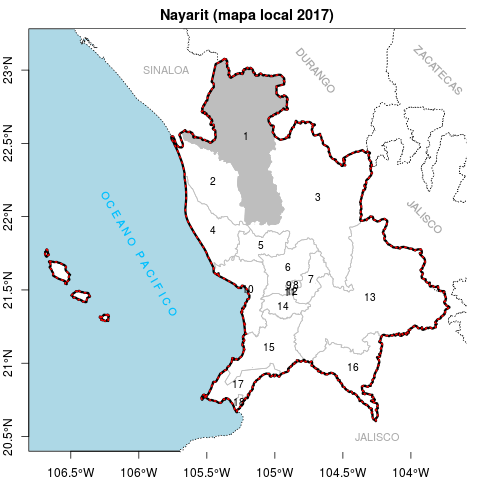 Nayarit (mapa local 2017)
SINALOA
DURANGO
ZACATECAS
JALISCO
OCEANO PACIFICO
1
2
3
4
5
6
7
9
8
12
10
13
14
15
16
17
18
JALISCO
23°N
22.5°N
22°N
21.5°N
21°N
20.5°N
106.5°W
106°W
105.5°W
105°W
104.5°W
104°W